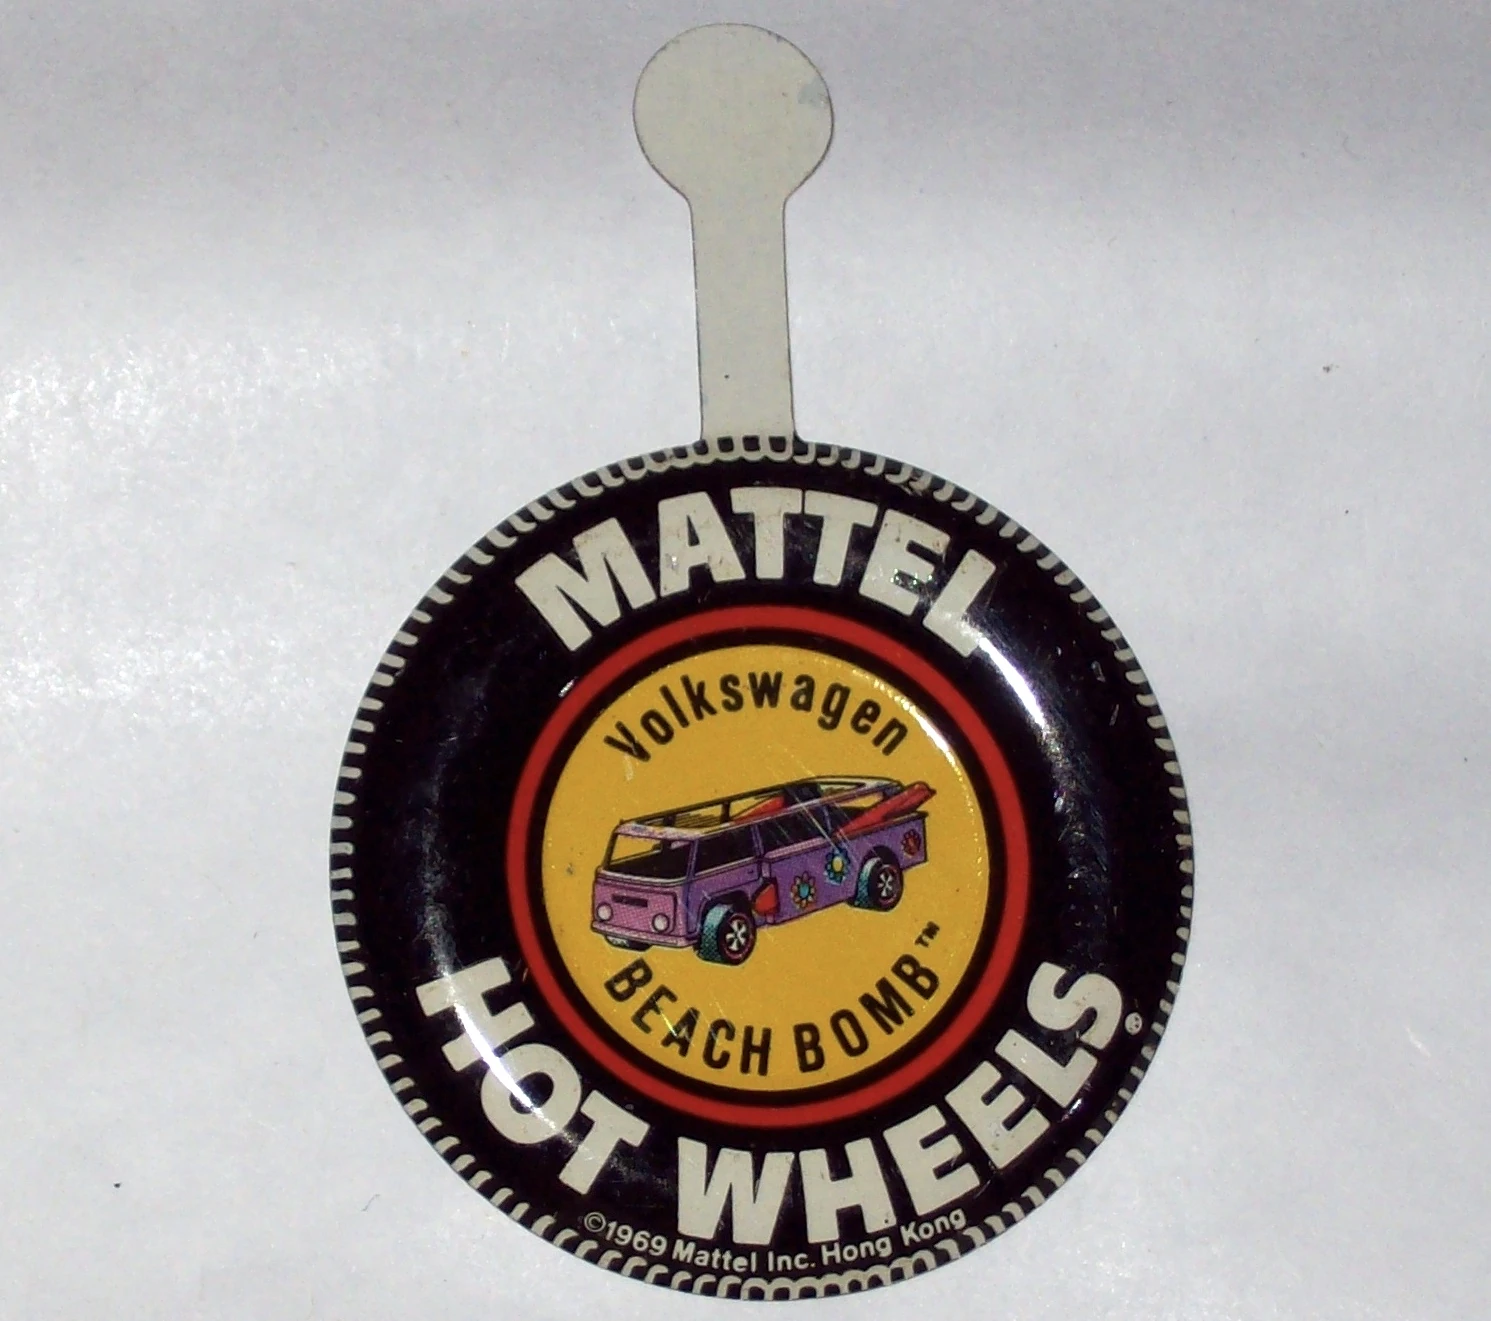 MATTEL
Volkswagen
BEACH BOMB™
HOT WHEELS®
©1969 Mattel Inc. Hong Kong